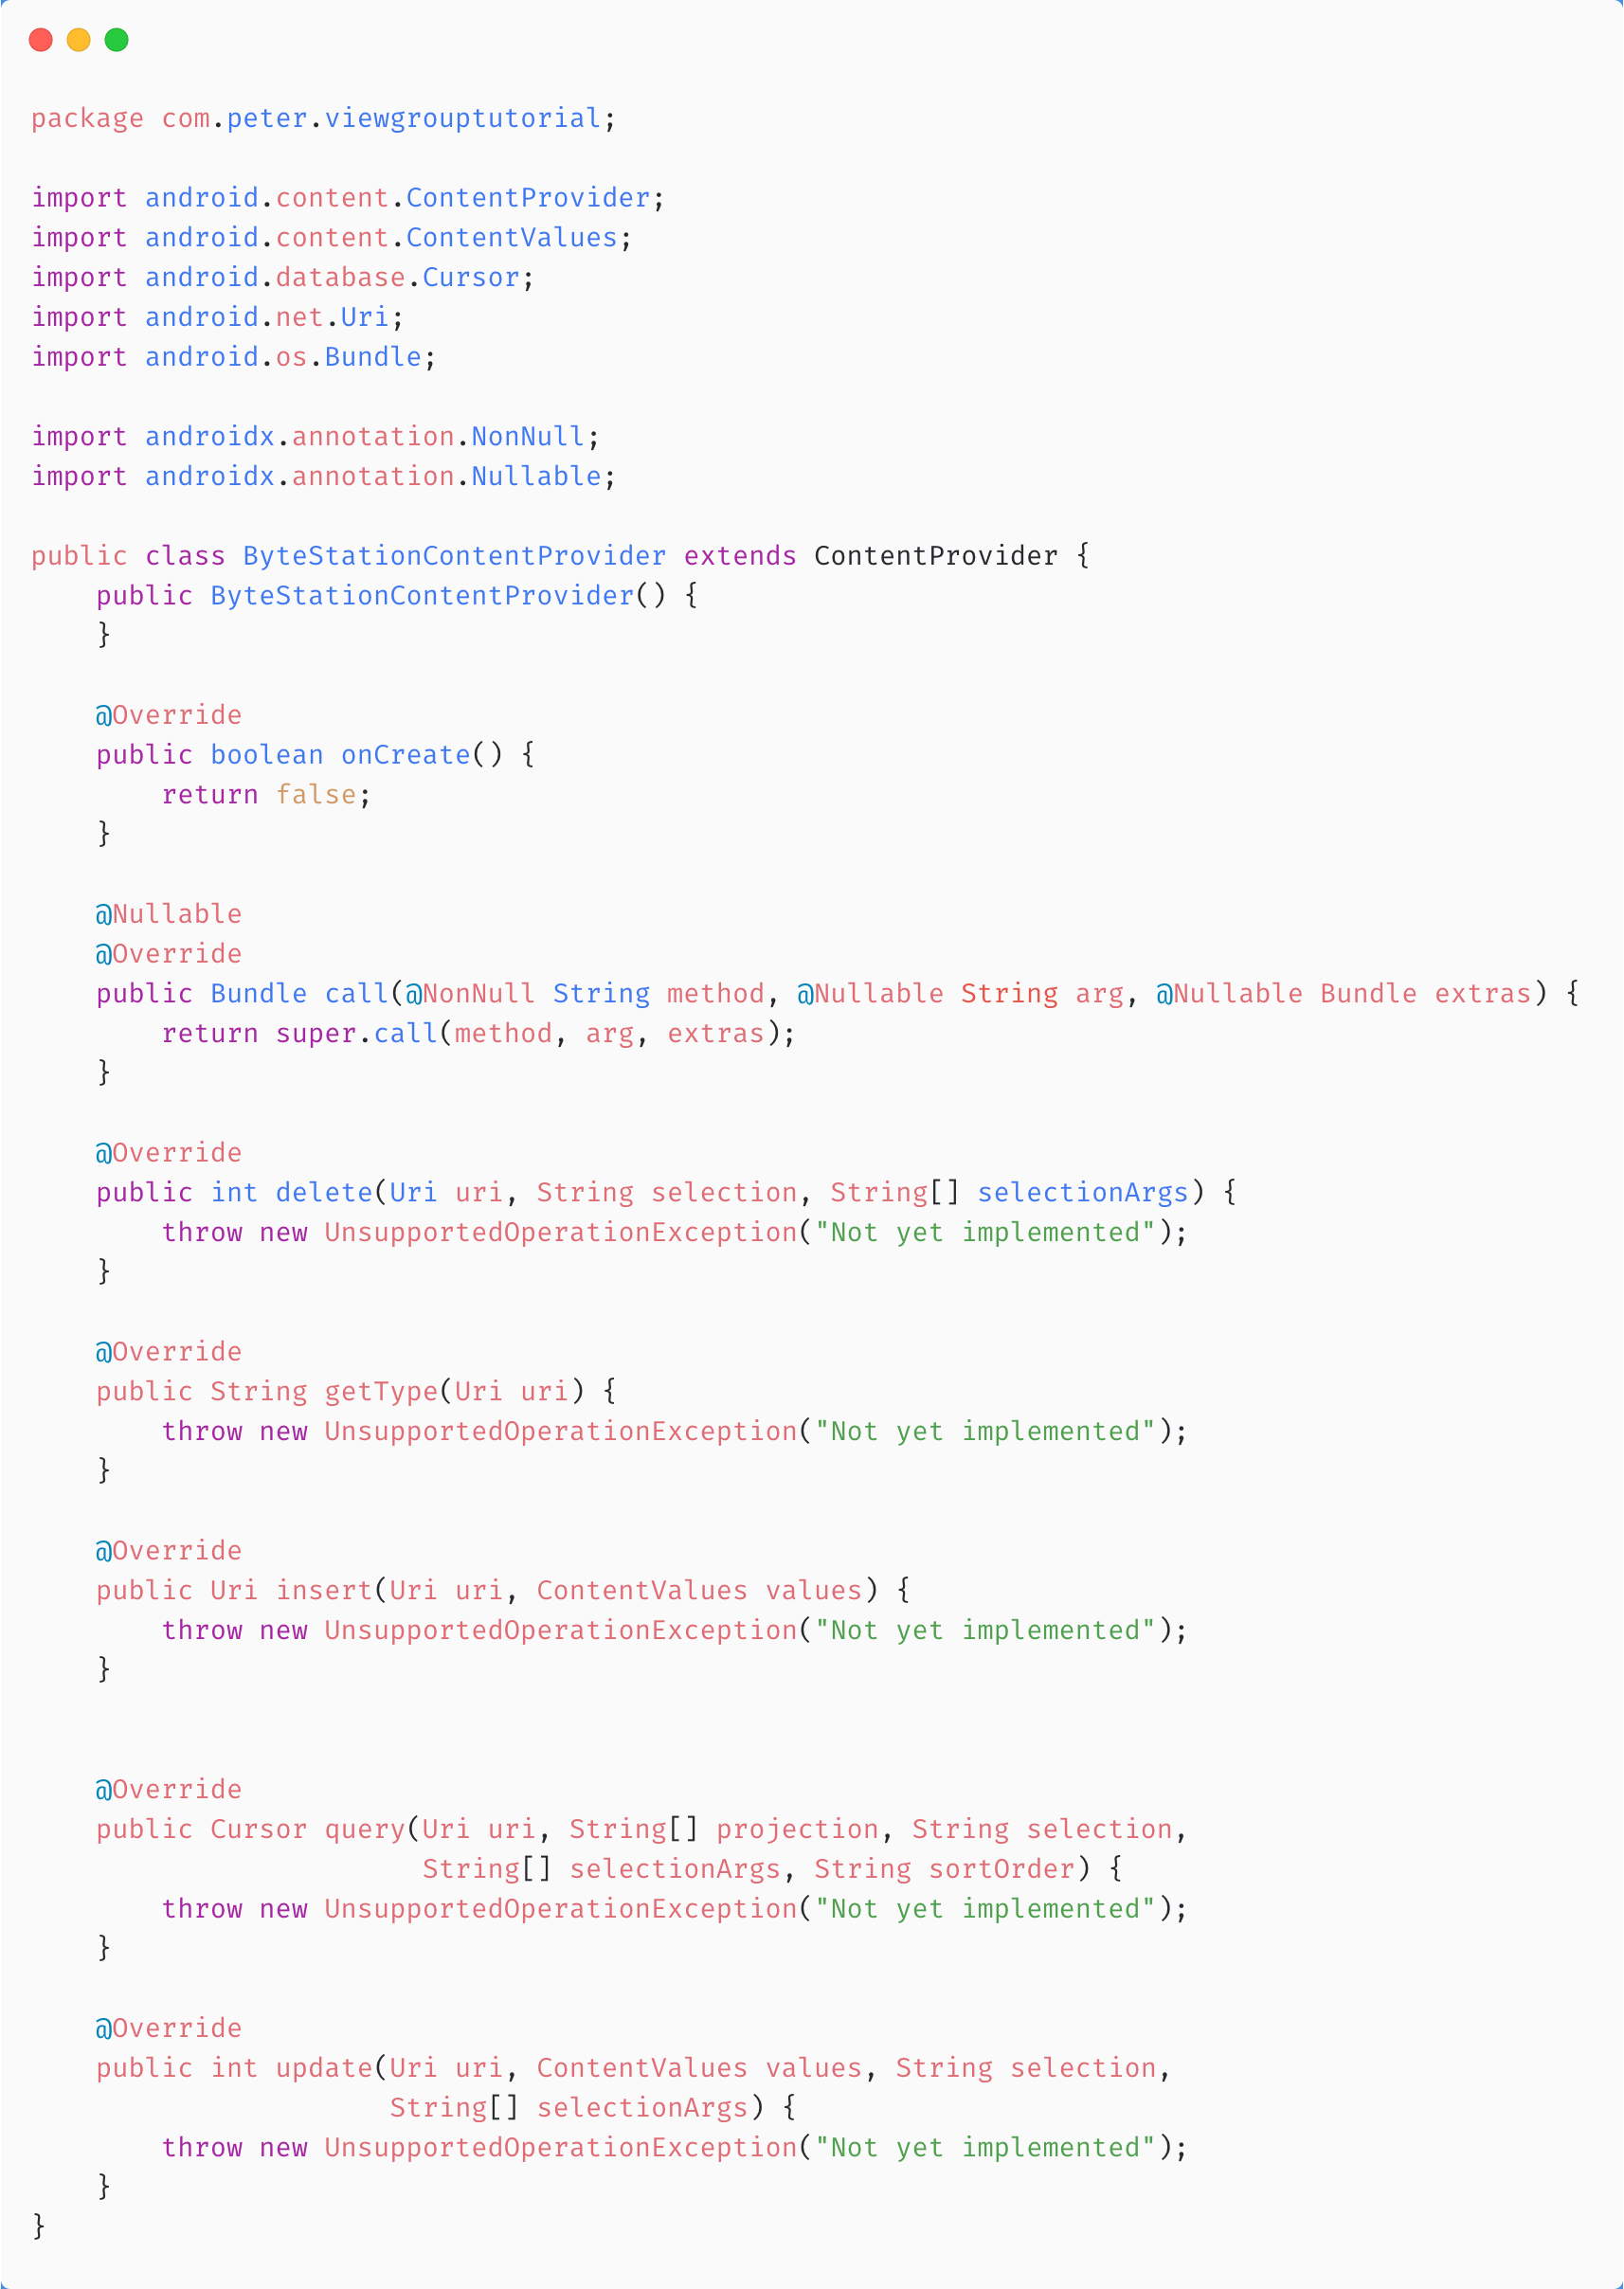 package com.peter.viewgrouptutorial;

import android.content.ContentProvider;
import android.content.ContentValues;
import android.database.Cursor;
import android.net.Uri;
import android.os.Bundle;

import androidx.annotation.NonNull;
import androidx.annotation.Nullable;

public class ByteStationContentProvider extends ContentProvider {
    public ByteStationContentProvider() {
    }

    @Override
    public boolean onCreate() {
        return false;
    }

    @Nullable
    @Override
    public Bundle call(@NonNull String method, @Nullable String arg, @Nullable Bundle extras) {
        return super.call(method, arg, extras);
    }

    @Override
    public int delete(Uri uri, String selection, String[] selectionArgs) {
        throw new UnsupportedOperationException("Not yet implemented");
    }

    @Override
    public String getType(Uri uri) {
        throw new UnsupportedOperationException("Not yet implemented");
    }

    @Override
    public Uri insert(Uri uri, ContentValues values) {
        throw new UnsupportedOperationException("Not yet implemented");
    }


    @Override
    public Cursor query(Uri uri, String[] projection, String selection,
                        String[] selectionArgs, String sortOrder) {
        throw new UnsupportedOperationException("Not yet implemented");
    }

    @Override
    public int update(Uri uri, ContentValues values, String selection,
                      String[] selectionArgs) {
        throw new UnsupportedOperationException("Not yet implemented");
    }
}